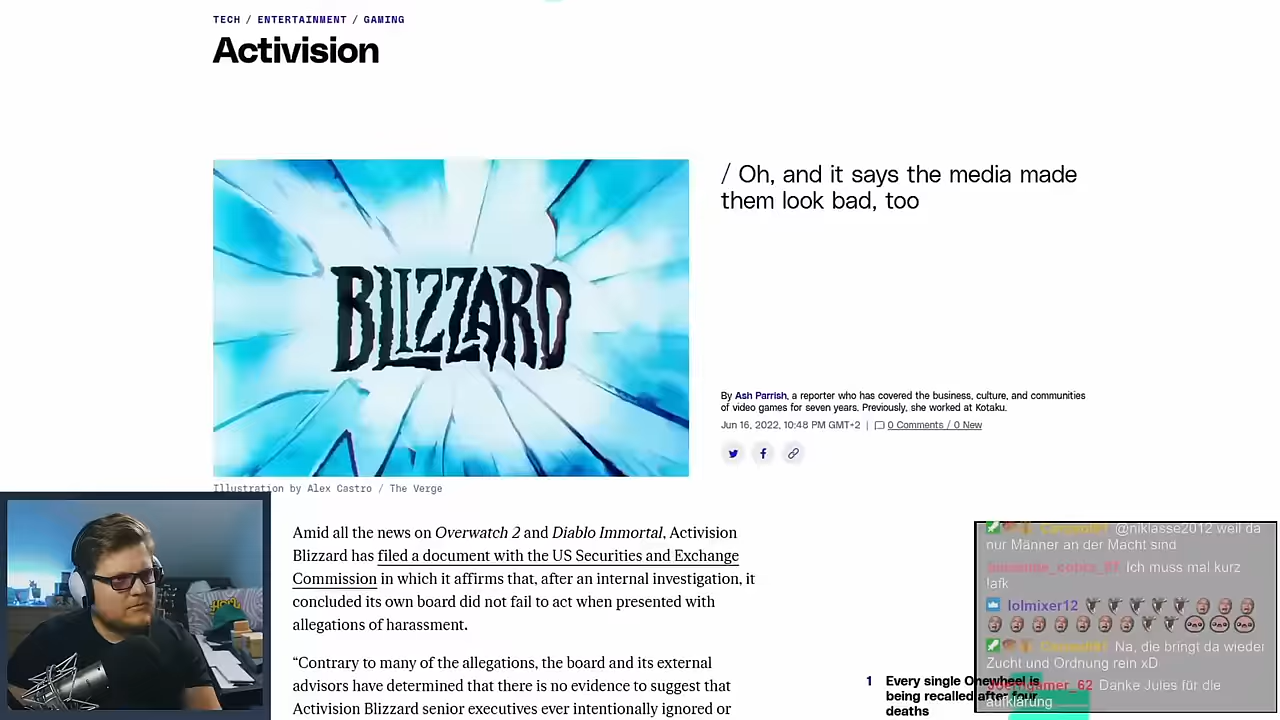 TECH / ENTERTAINMENT / GAMING
Activision
BLIZZARD
/ Oh, and it says the media made
them look bad, too
By Ash Parrish, a reporter who has covered the business, culture, and communities
of video games for seven years. Previously, she worked at Kotaku.
Jun 16, 2022, 10:48 PM GMT+2 | 0 Comments / 0 New
Illustration by Alex Castro / The Verge
Amid all the news on Overwatch 2 and Diablo Immortal, Activision
Blizzard has filed a document with the US Securities and Exchange
Commission in which it affirms that, after an internal investigation, it
concluded its own board did not fail to act when presented with
allegations of harassment.
“Contrary to many of the allegations, the board and its external
advisors have determined that there is no evidence to suggest that
Activision Blizzard senior executives ever intentionally ignored or
1 Every single Onewheel is
being recalled after four
deaths
@niklasse2012 weil da
nur Männer an der Macht sind
Ich muss mal kurz
lafk
lolmixer12
Na, die bringt da wieder
Zucht und Ordnung rein xD
Danke Jules für die
aufklärung